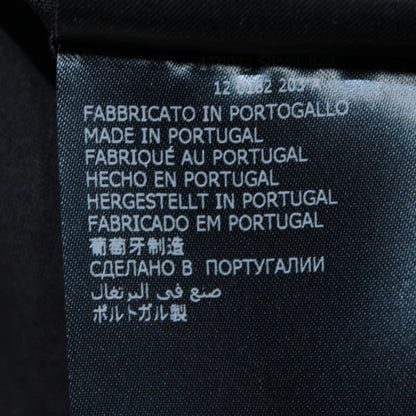 FABBRICATO IN PORTOGALLO
MADE IN PORTUGAL
FABRIQUÉ AU PORTUGAL
HECHO EN PORTUGAL
HERGESTELLT IN PORTUGAL
FABRICADO EM PORTUGAL
葡萄牙制造
СДЕЛАНО В ПОРТУГАЛИИ
صنع في البرتغال
ポルトガル製